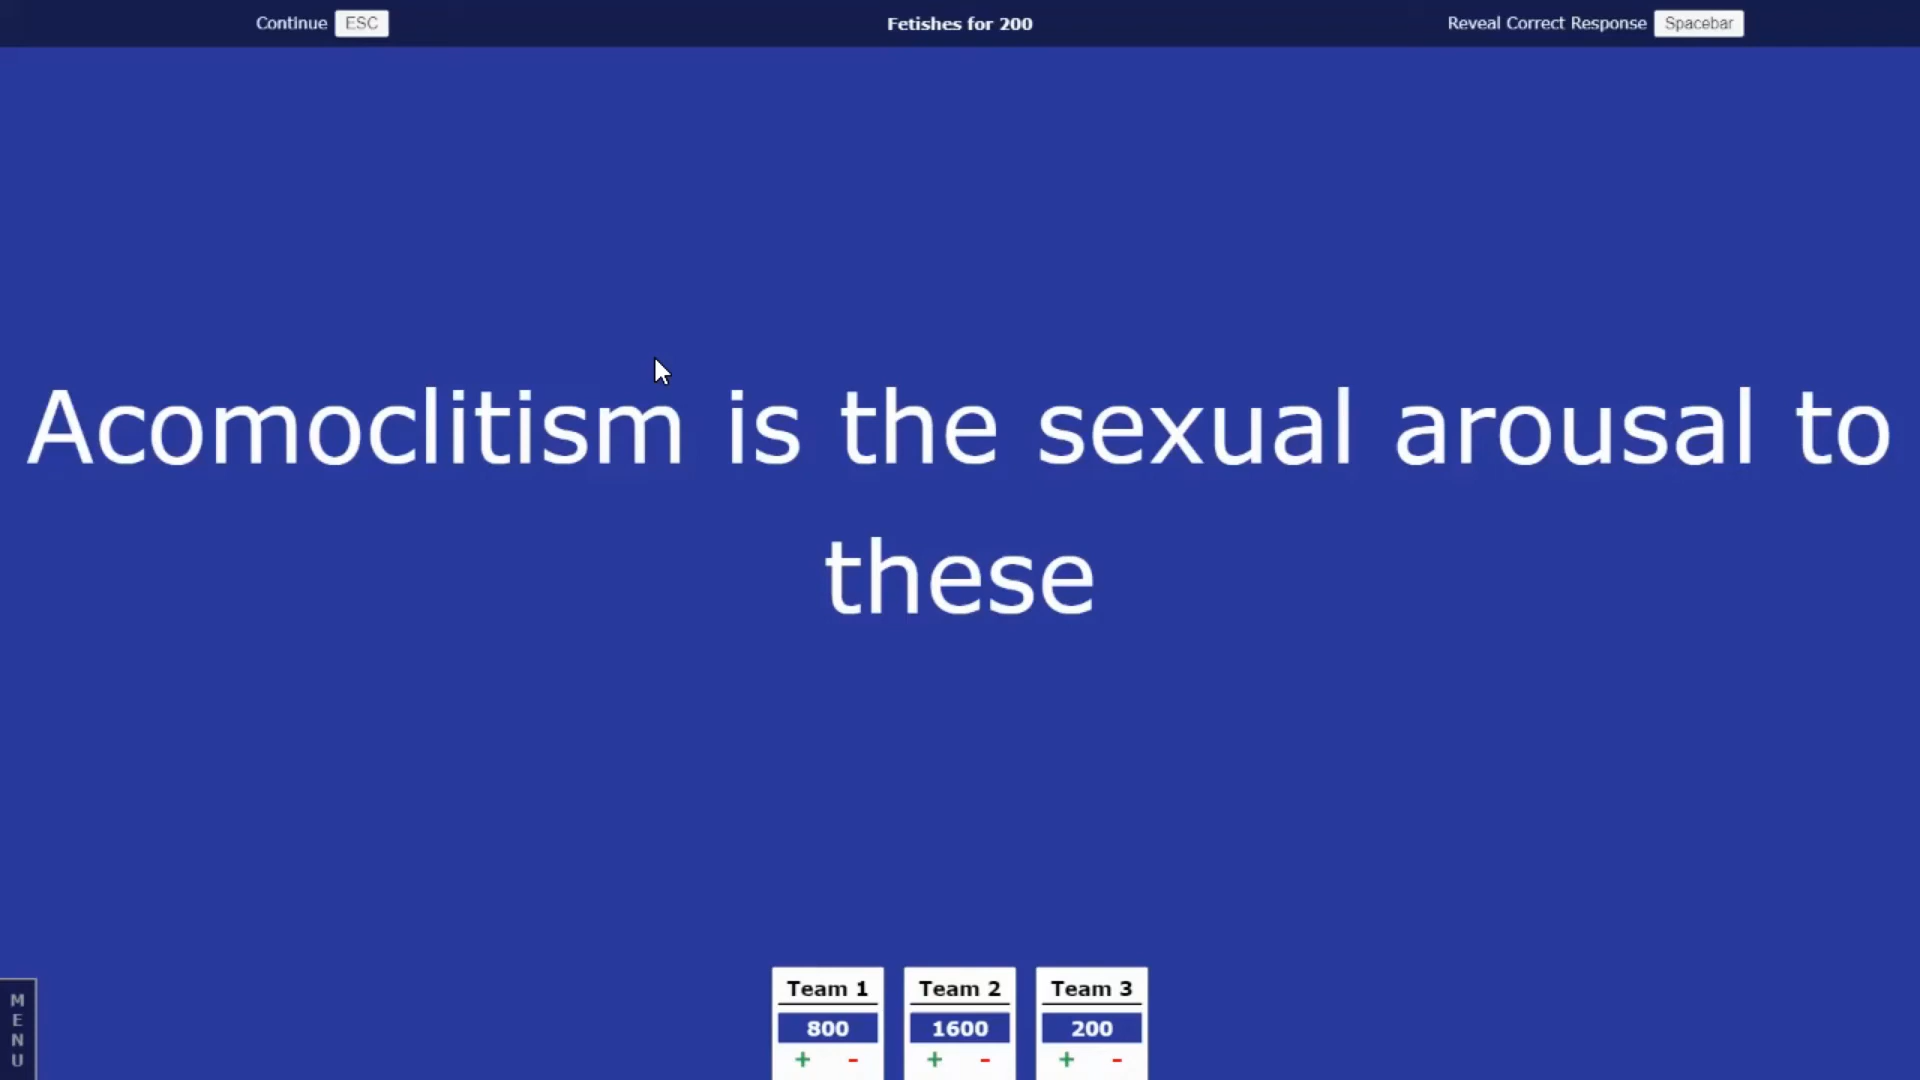 Continue ESC Fetishes for 200 Reveal Correct Response Spacebar
Acomoclitism is the sexual arousal to
these
MENU
Team 1 Team 2 Team 3
800 1600 200
+ - + - + -